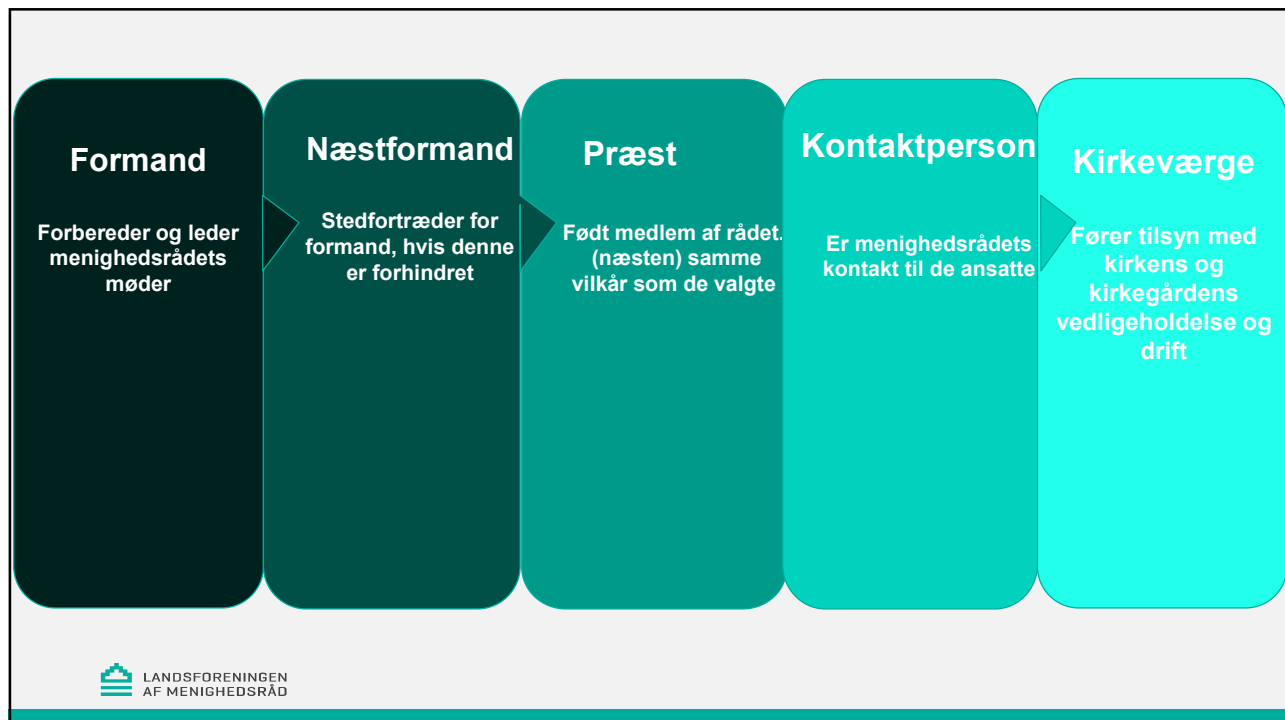 Formand
Forbereder og leder
menighedsrådets
møder
Næstformand
Stedfortræder for
formand, hvis denne
er forhindret
Præst
Født medlem af rådet.
(næsten) samme
vilkår som de valgte
Kontaktperson
Er menighedsrådets
kontakt til de ansatte
Kirkeværge
Fører tilsyn med
kirkens og
kirkegårdens
vedligeholdelse og
drift
LANDSFORENINGEN
AF MENIGHEDSRÅD